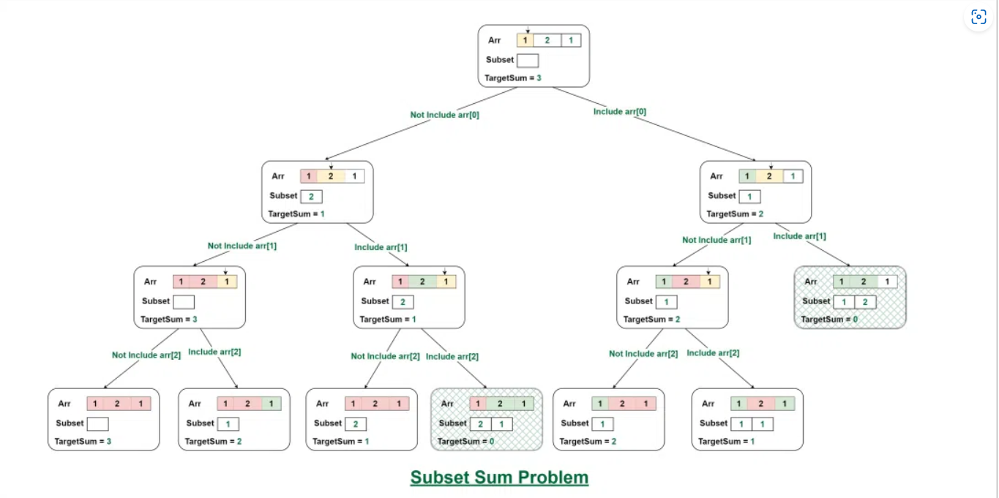 Arr 1 2 1
Subset
TargetSum = 3
Not Include arr[0]
Include arr[0]
Arr 1 2 1
Subset 2
TargetSum = 1
Arr 1 2 1
Subset 1
TargetSum = 2
Not Include arr[1]
Include arr[1]
Not Include arr[1]
Include arr[1]
Arr 1 2 1
Subset
TargetSum = 3
Arr 1 2 1
Subset 2
TargetSum = 1
Arr 1 2 1
Subset 1
TargetSum = 2
Arr 1 2 1
Subset 1 2
TargetSum = 0
Not Include arr[2]
Include arr[2]
Not Include arr[2]
Include arr[2]
Not Include arr[2]
Include arr[2]
Arr 1 2 1
Subset
TargetSum = 3
Arr 1 2 1
Subset 1
TargetSum = 2
Arr 1 2 1
Subset 2
TargetSum = 1
Arr 1 2 1
Subset 2 1
TargetSum = 0
Arr 1 2 1
Subset 1
TargetSum = 2
Arr 1 2 1
Subset 1 1
TargetSum = 1
Subset Sum Problem